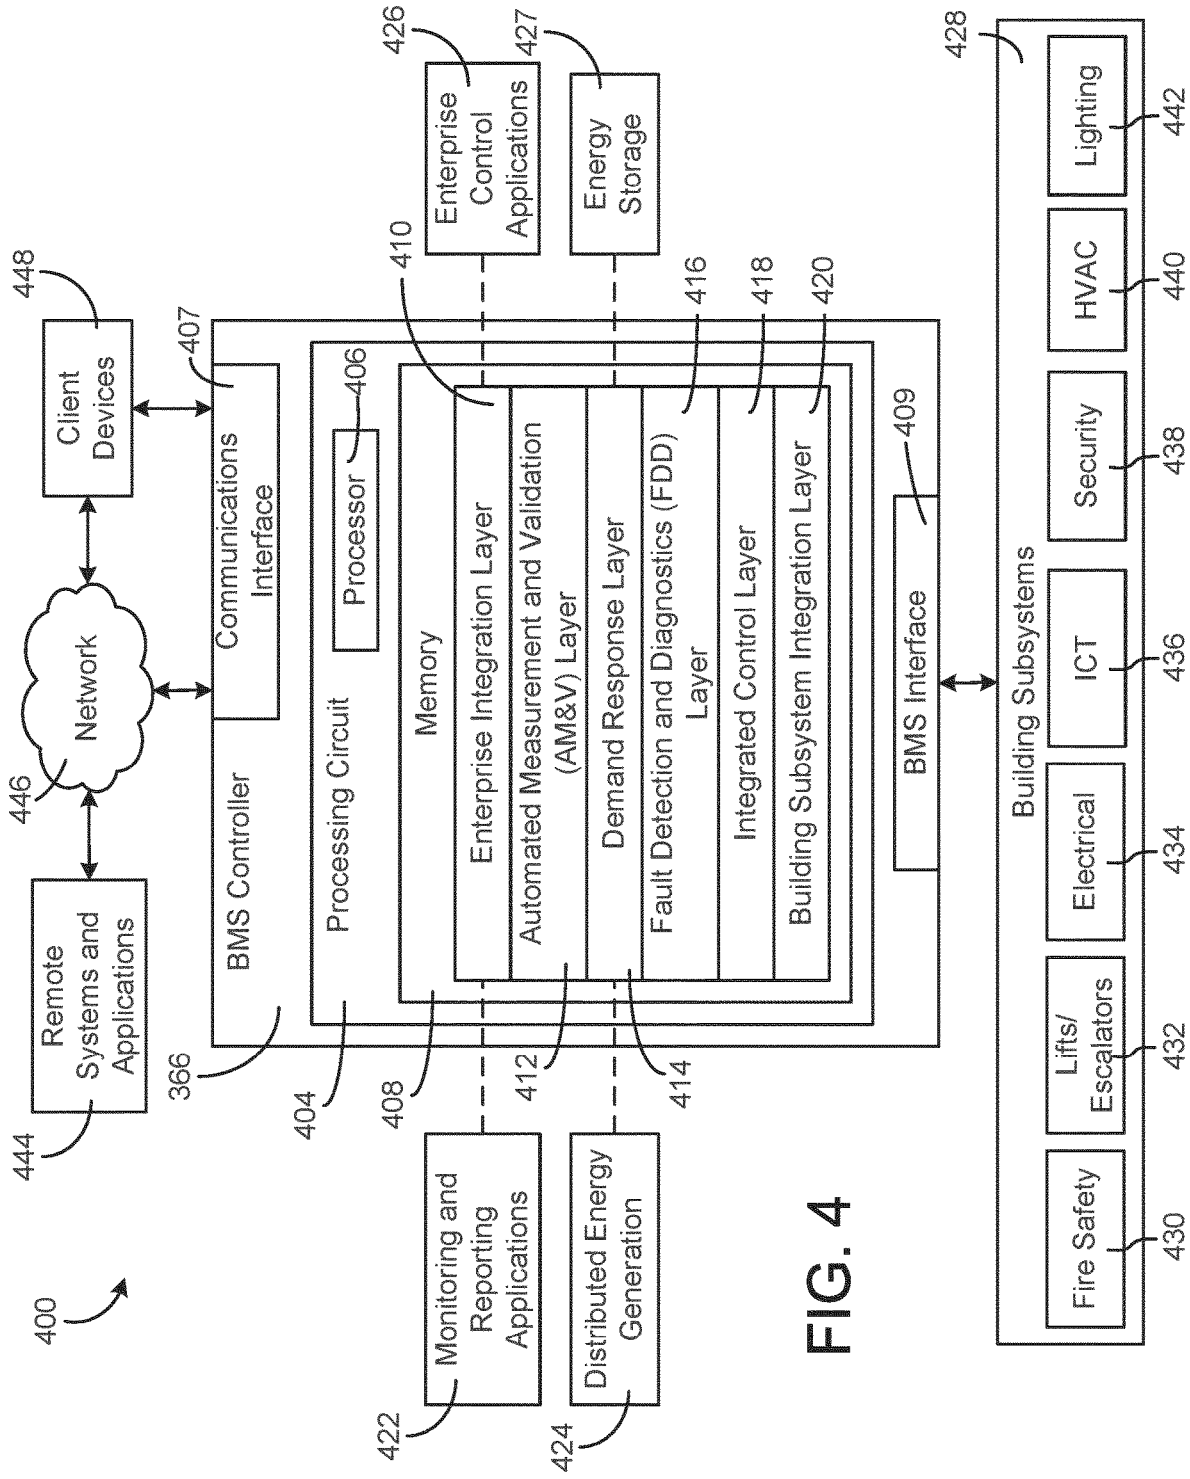 400
444
Remote
Systems and
Applications
446
Network
448
Client
Devices
366
BMS Controller
Communications
Interface
407
404
Processing Circuit
Processor
406
408
Memory
410
Enterprise Integration Layer
Automated Measurement and Validation
(AM&V) Layer
412
Demand Response Layer
414
Fault Detection and Diagnostics (FDD)
Layer
416
Integrated Control Layer
418
Building Subsystem Integration Layer
420
422
Monitoring and
Reporting
Applications
424
Distributed Energy
Generation
426
Enterprise
Control
Applications
427
Energy
Storage
BMS Interface
409
428
Building Subsystems
Fire Safety
Lifts/
Escalators
Electrical
ICT
Security
HVAC
Lighting
430
432
434
436
438
440
442
FIG. 4